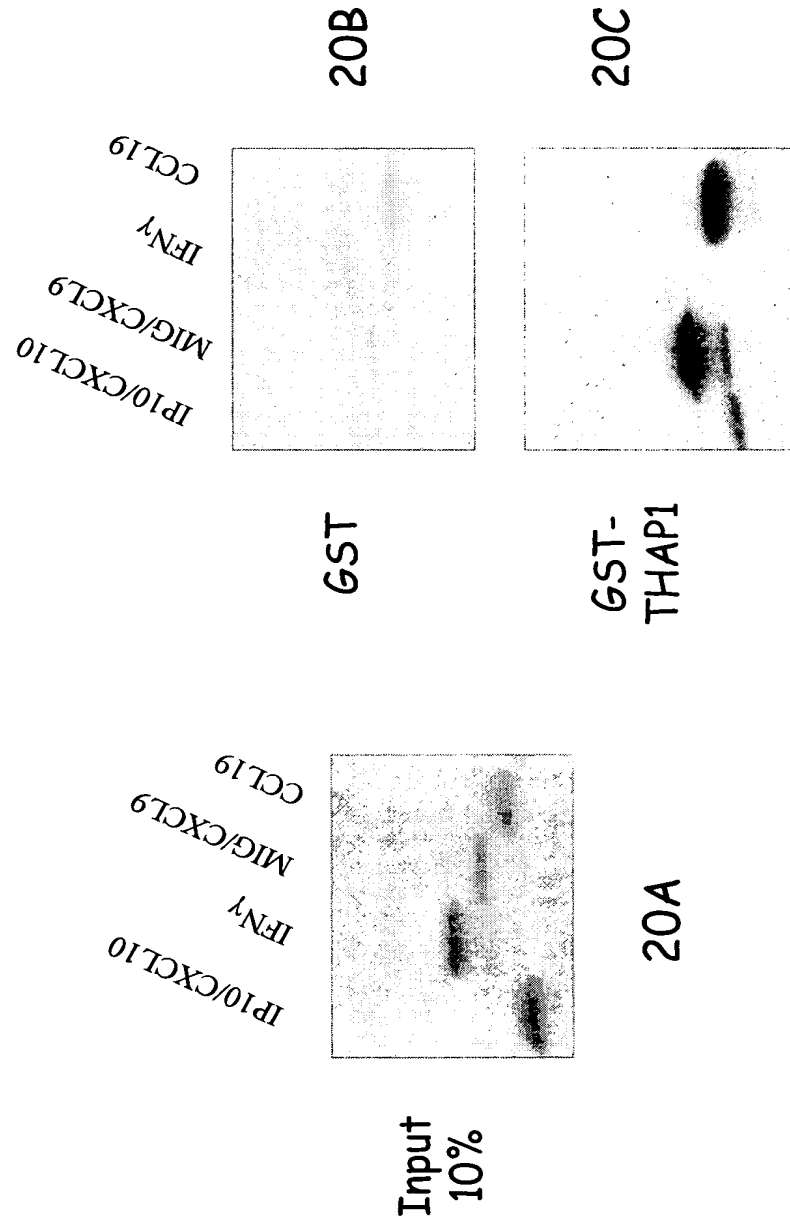 IP10/CXCL10
IFNγ
MIG/CXCL9
CCL19
Input
10%
20A
IP10/CXCL10
MIG/CXCL9
IFNγ
CCL19
GST
20B
GST-
THAP1
20C